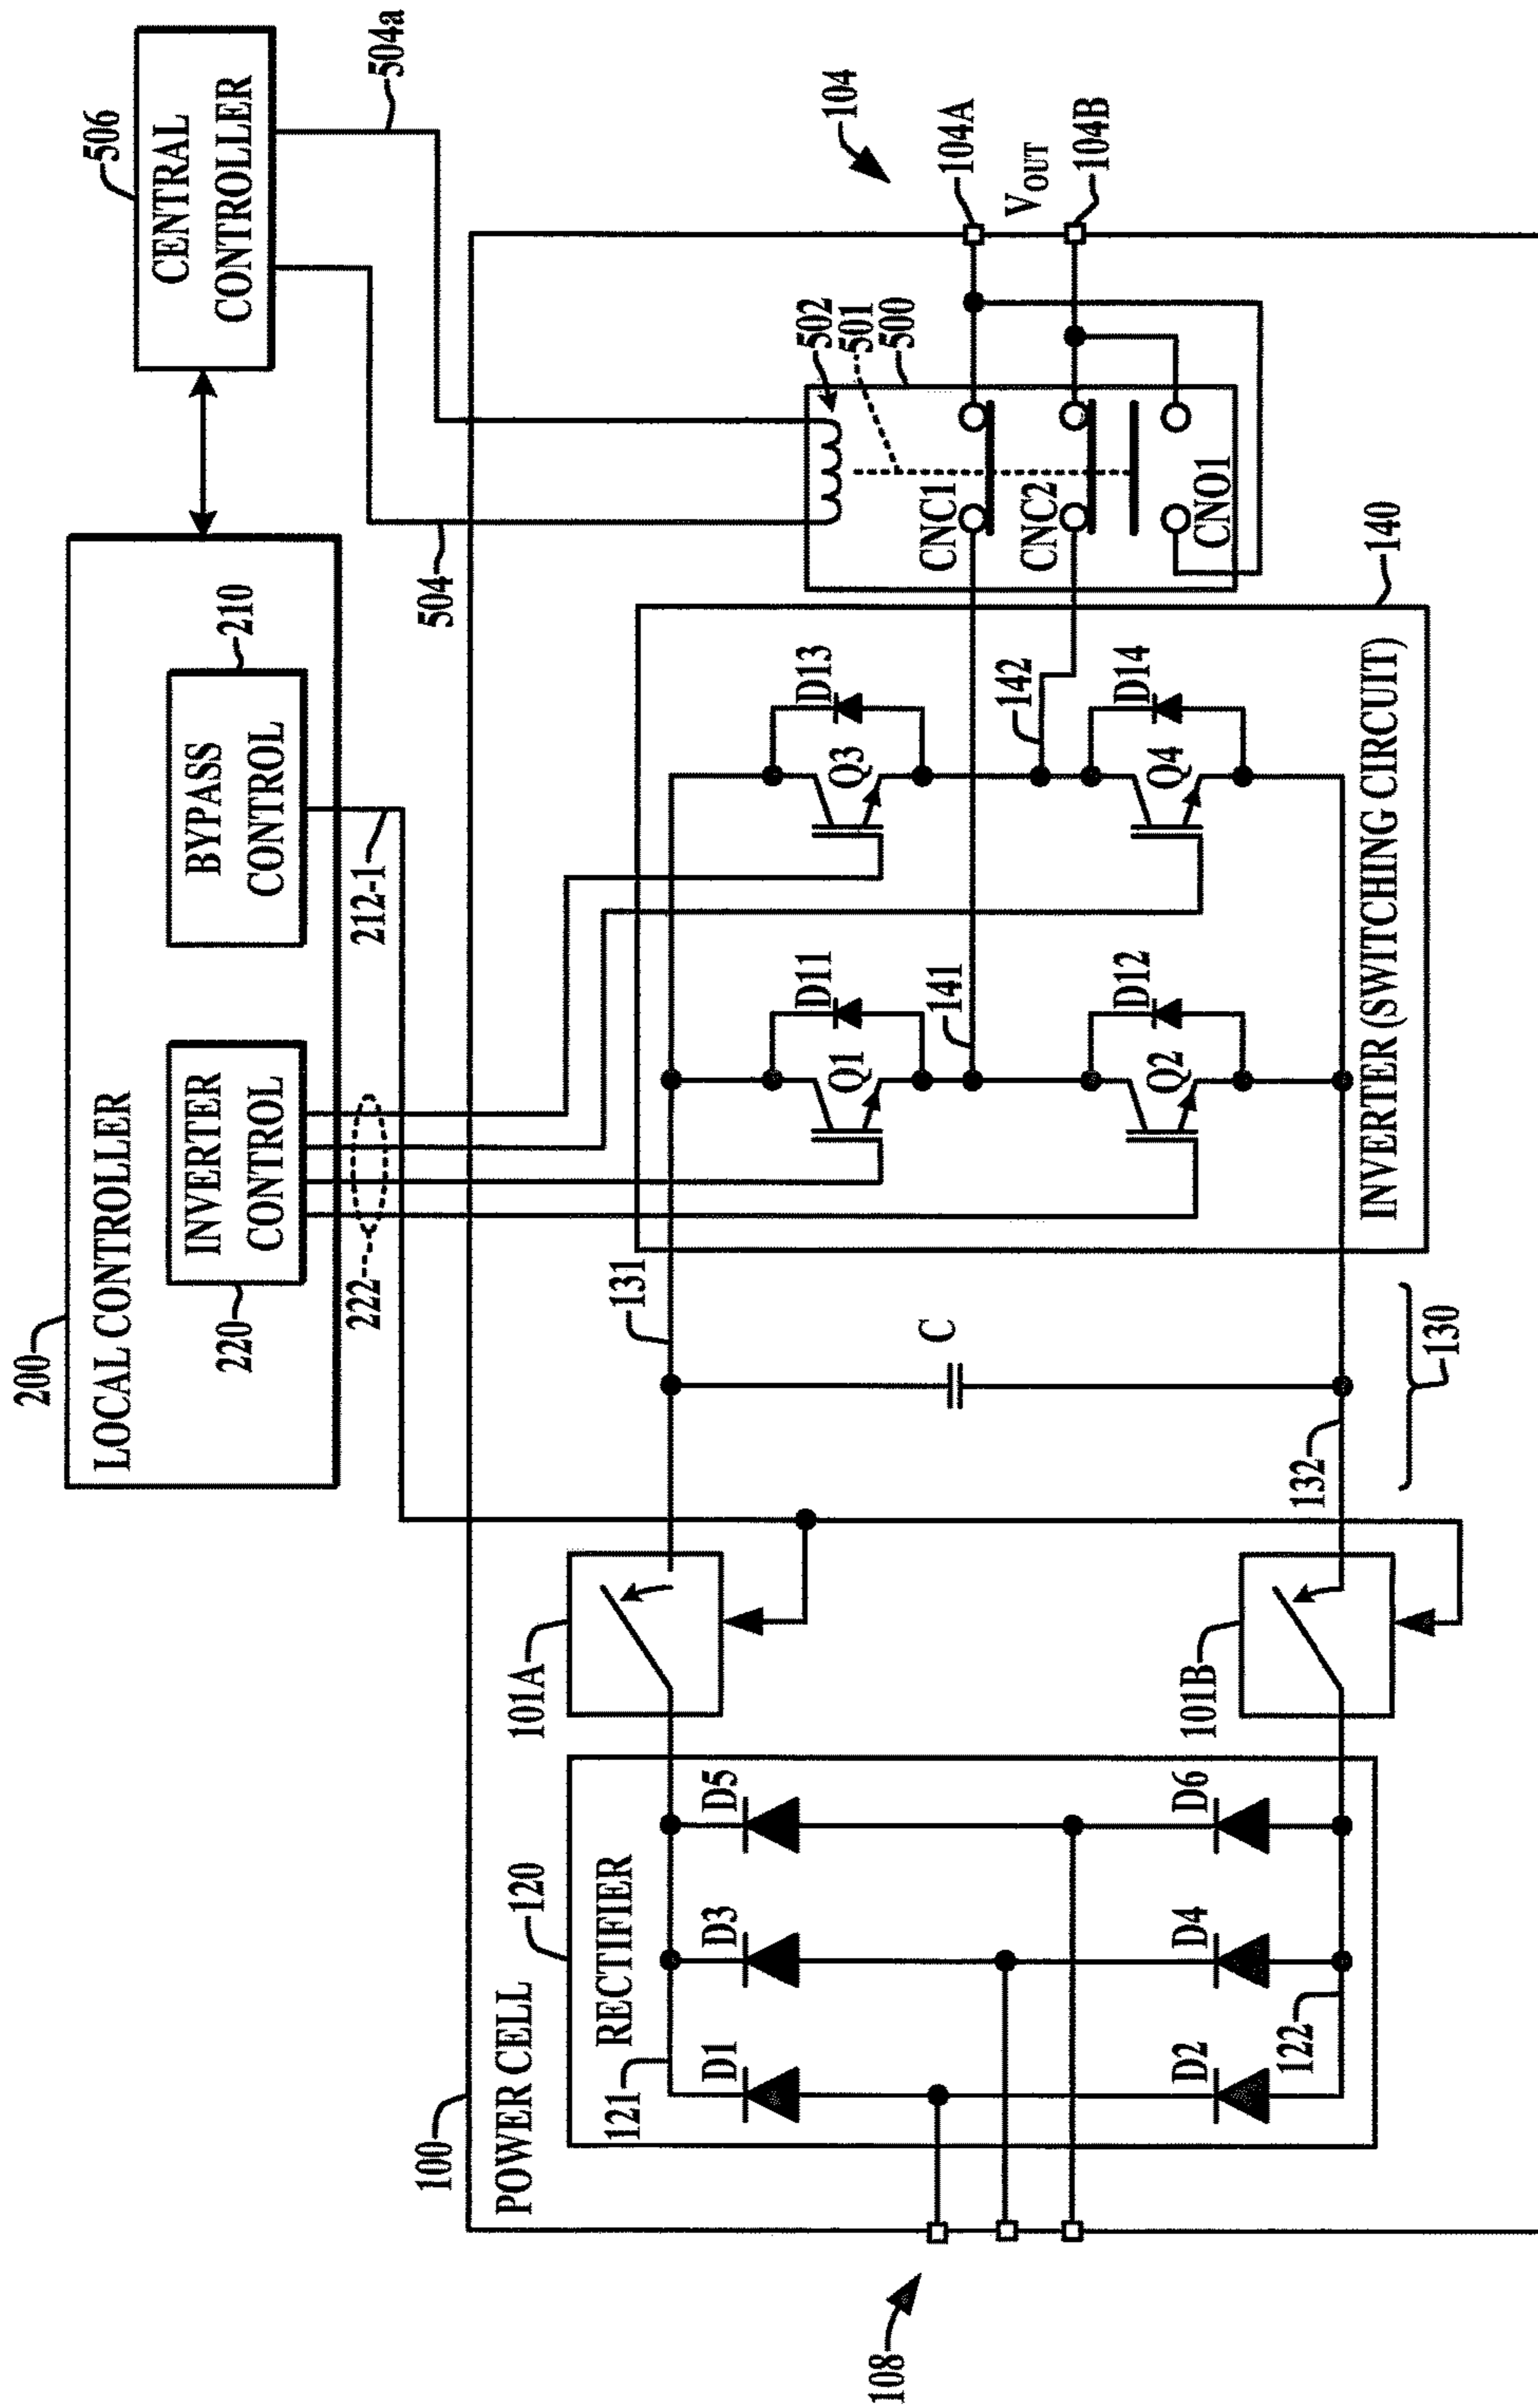 200
LOCAL CONTROLLER
INVERTER
CONTROL
220
BYPASS
CONTROL
210
506
CENTRAL
CONTROLLER
222
212-1
504
504a
100
POWER CELL
120
RECTIFIER
121
D1
D3
D5
D2
D4
D6
122
108
101A
101B
131
C
132
130
Q1
D11
Q3
D13
141
142
Q2
D12
Q4
D14
INVERTER (SWITCHING CIRCUIT)
140
502
501
500
CNC1
CNC2
CNO1
104
104A
VOUT
104B